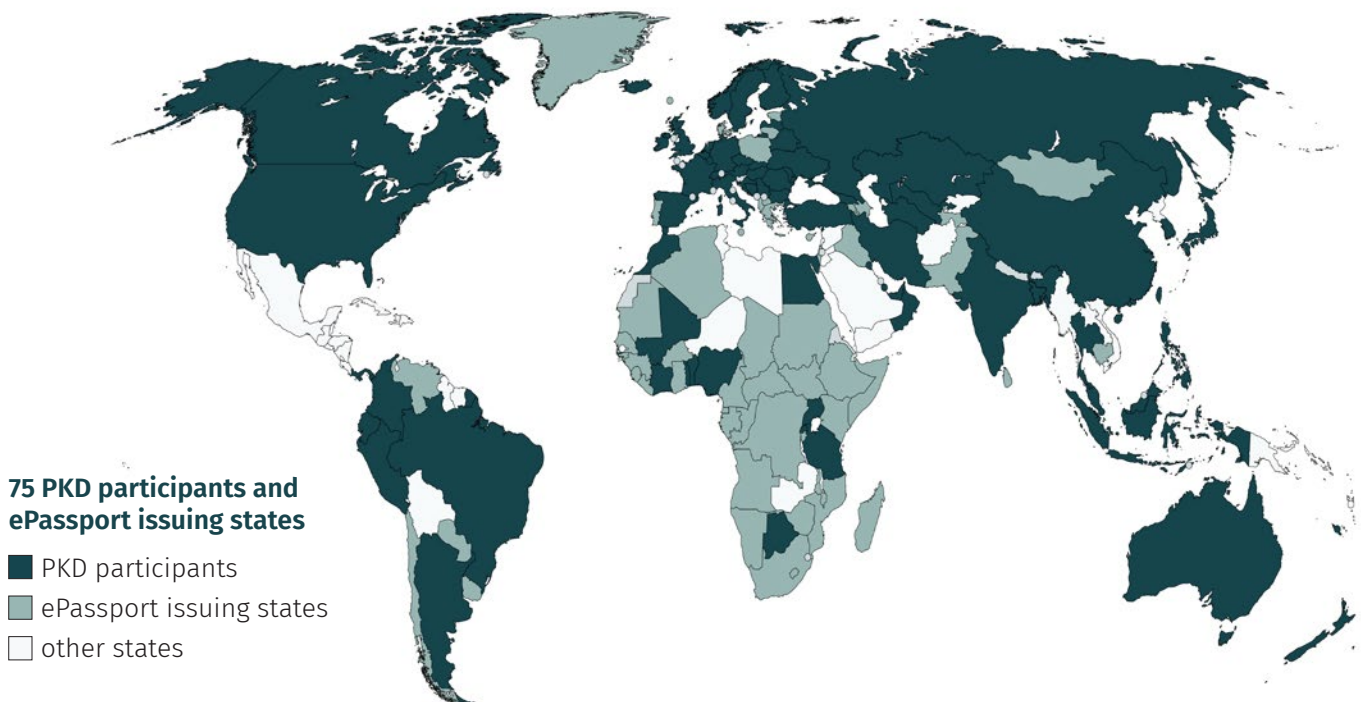 75 PKD participants and
ePassport issuing states
PKD participants
ePassport issuing states
other states